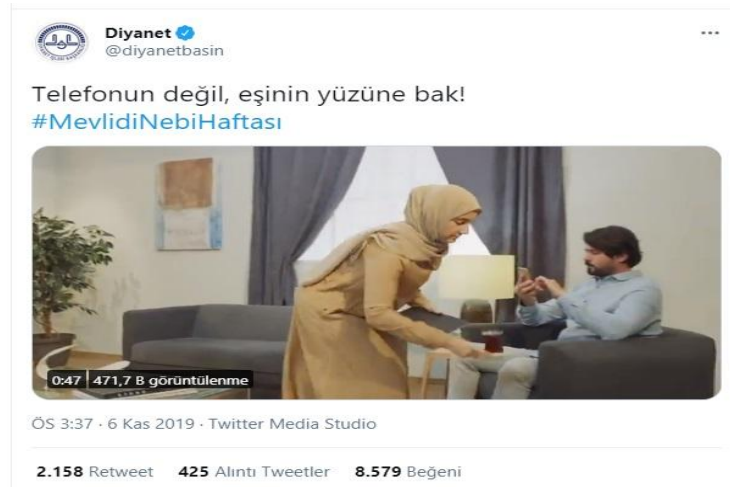 Diyanet
@diyanetbasin
Telefonun değil, eşinin yüzüne bak!
#MevlidiNebiHaftası
0:47 471,7 B görüntülenme
ÖS 3:37 · 6 Kas 2019 · Twitter Media Studio
2.158 Retweet 425 Alıntı Tweetler 8.579 Beğeni